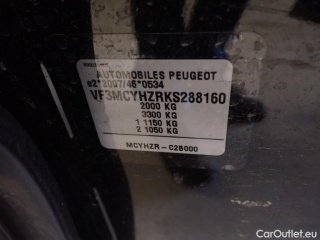 AUTOMOBILES PEUGEOT
e2*2007/46*0534
VF3MCYHZRKS288160
2000 KG
3300 KG
1 1150 KG
2 1050 KG
MCYHZR - C2B000
CarOutlet.eu